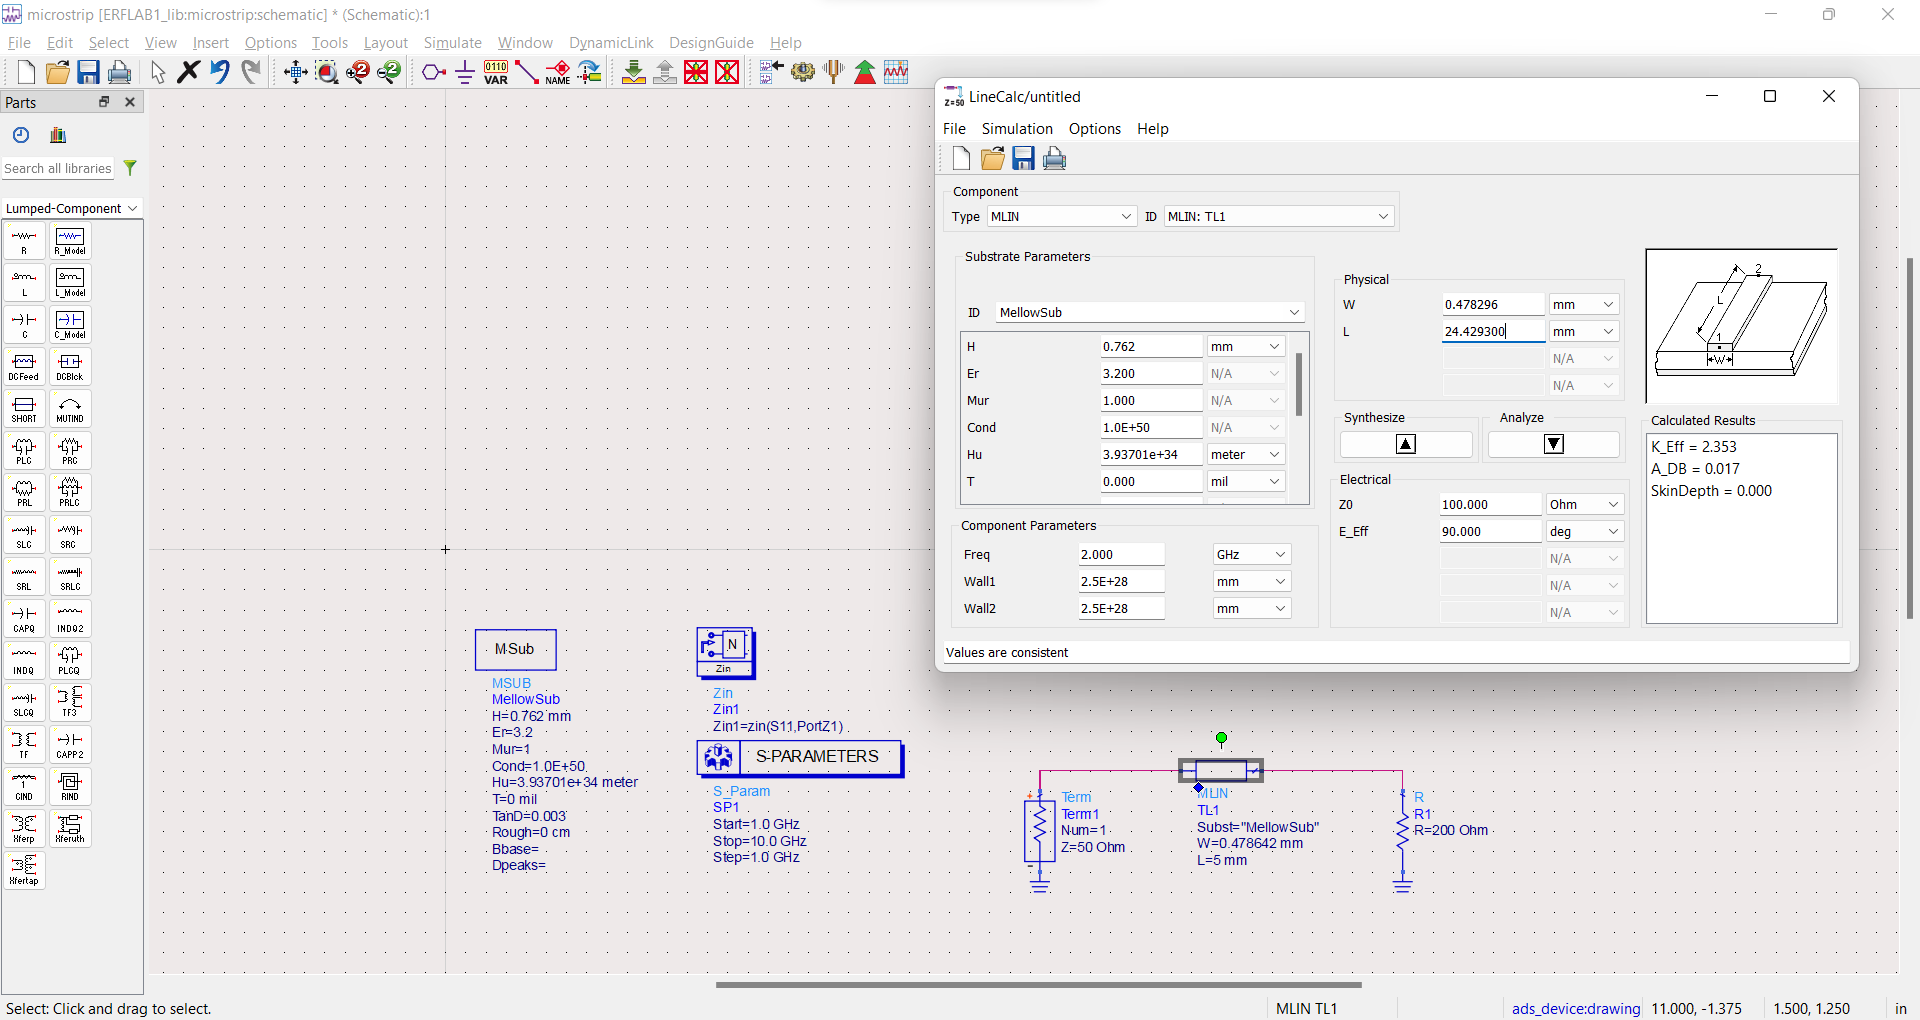 microstrip [ERFLAB1_lib:microstrip:schematic] * (Schematic):1
File Edit Select View Insert Options Tools Layout Simulate Window DynamicLink DesignGuide Help
0110
VAR
NAME
Parts
Search all libraries
Lumped-Component
R R_Model
L L_Model
C C_Model
DCFeed DCBlck
SHORT MUTIND
PLC PRC
PRL PRLC
SLC SRC
SRL SRLC
CAPQ INDQ2
INDQ PLCQ
SLCQ TF3
TF CAPP2
CIND RIND
Xferp Xferuth
Xfertap
MSub
MSUB
MellowSub
H=0.762 mm
Er=3.2
Mur=1
Cond=1.0E+50
Hu=3.93701e+34 meter
T=0 mil
TanD=0.003
Rough=0 cm
Bbase=
Dpeaks=
N
Zin
Zin
Zin1
Zin1=zin(S11,PortZ1)
S-PARAMETERS
S_Param
SP1
Start=1.0 GHz
Stop=10.0 GHz
Step=1.0 GHz
Term
Term1
Num=1
Z=50 Ohm
MLIN
TL1
Subst="MellowSub"
W=0.478642 mm
L=5 mm
R
R1
R=200 Ohm
Z=50
LineCalc/untitled
File Simulation Options Help
Component
Type MLIN ID MLIN: TL1
Substrate Parameters
ID MellowSub
H 0.762 mm
Er 3.200 N/A
Mur 1.000 N/A
Cond 1.0E+50 N/A
Hu 3.93701e+34 meter
T 0.000 mil
Component Parameters
Freq 2.000 GHz
Wall1 2.5E+28 mm
Wall2 2.5E+28 mm
Physical
W 0.478296 mm
L 24.429300 mm
N/A
N/A
Synthesize Analyze
Electrical
Z0 100.000 Ohm
E_Eff 90.000 deg
N/A
N/A
N/A
2
L
1
W
Calculated Results
K_Eff = 2.353
A_DB = 0.017
SkinDepth = 0.000
Values are consistent
Select: Click and drag to select. MLIN TL1 ads_device:drawing 11.000, -1.375 1.500, 1.250 in